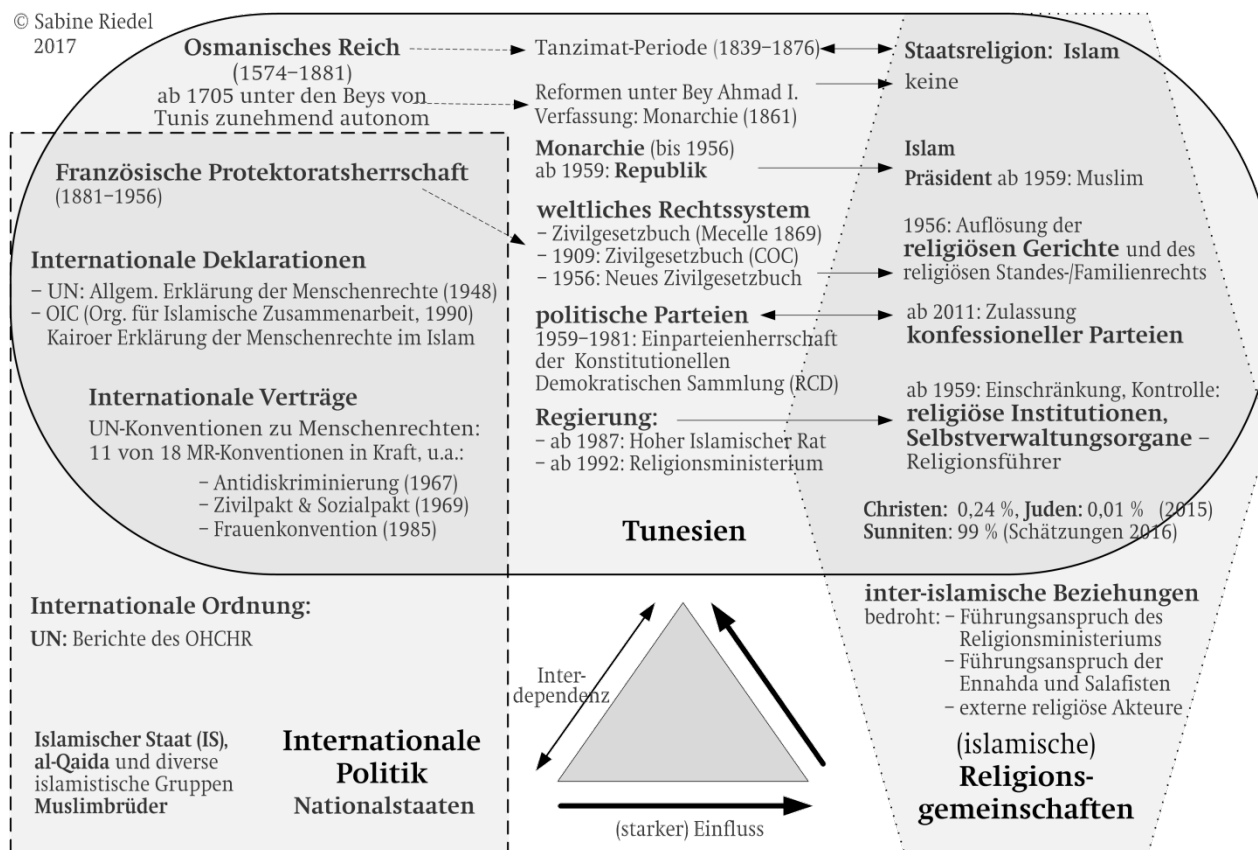 © Sabine Riedel
2017
Osmanisches Reich
(1574–1881)
ab 1705 unter den Beys von
Tunis zunehmend autonom
Französische Protektoratsherrschaft
(1881–1956)
Internationale Deklarationen
– UN: Allgem. Erklärung der Menschenrechte (1948)
– OIC (Org. für Islamische Zusammenarbeit, 1990)
Kairoer Erklärung der Menschenrechte im Islam
Internationale Verträge
UN-Konventionen zu Menschenrechten:
11 von 18 MR-Konventionen in Kraft, u.a.:
– Antidiskriminierung (1967)
– Zivilpakt & Sozialpakt (1969)
– Frauenkonvention (1985)
Tanzimat-Periode (1839–1876)
Reformen unter Bey Ahmad I.
Verfassung: Monarchie (1861)
Monarchie (bis 1956)
ab 1959: Republik
weltliches Rechtssystem
– Zivilgesetzbuch (Mecelle 1869)
– 1909: Zivilgesetzbuch (COC)
– 1956: Neues Zivilgesetzbuch
politische Parteien
1959–1981: Einparteienherrschaft
der Konstitutionellen
Demokratischen Sammlung (RCD)
Regierung:
– ab 1987: Hoher Islamischer Rat
– ab 1992: Religionsministerium
Tunesien
Staatsreligion: Islam
keine
Islam
Präsident ab 1959: Muslim
1956: Auflösung der
religiösen Gerichte und des
religiösen Standes-/Familienrechts
ab 2011: Zulassung
konfessioneller Parteien
ab 1959: Einschränkung, Kontrolle:
religiöse Institutionen,
Selbstverwaltungsorgane –
Religionsführer
Christen: 0,24 %, Juden: 0,01 % (2015)
Sunniten: 99 % (Schätzungen 2016)
Internationale Ordnung:
UN: Berichte des OHCHR
Islamischer Staat (IS),
al-Qaida und diverse
islamistische Gruppen
Muslimbrüder
Internationale
Politik
Nationalstaaten
Inter-
dependenz
(starker) Einfluss
inter-islamische Beziehungen
bedroht: – Führungsanspruch des
Religionsministeriums
– Führungsanspruch der
Ennahda und Salafisten
– externe religiöse Akteure
(islamische)
Religions-
gemeinschaften